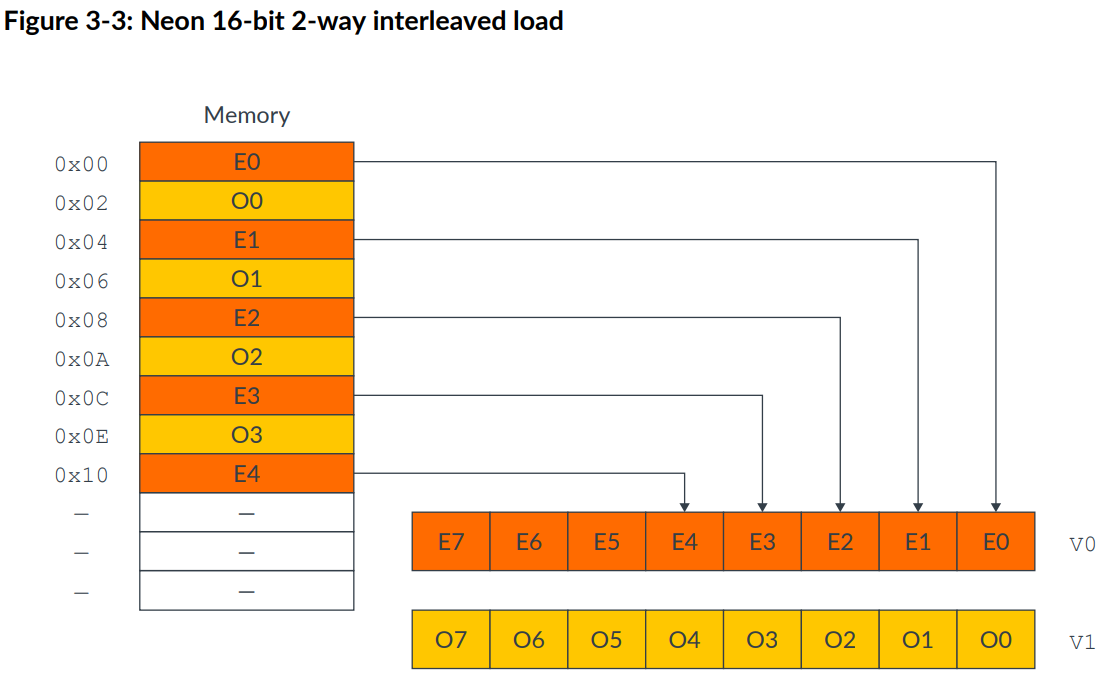 Figure 3-3: Neon 16-bit 2-way interleaved load
Memory
0x00 E0
0x02 O0
0x04 E1
0x06 O1
0x08 E2
0x0A O2
0x0C E3
0x0E O3
0x10 E4
– –
– –
– –
E7 E6 E5 E4 E3 E2 E1 E0 V0
O7 O6 O5 O4 O3 O2 O1 O0 V1